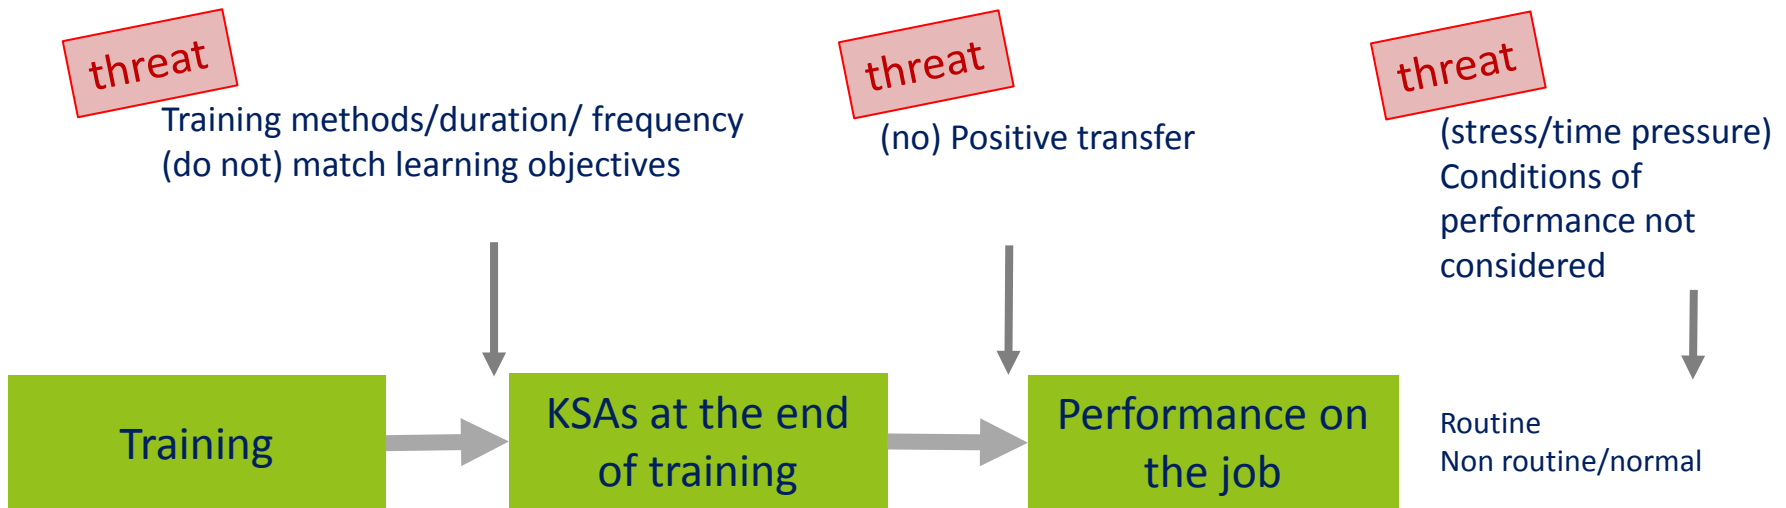 threat
Training methods/duration/ frequency
(do not) match learning objectives
threat
(no) Positive transfer
threat
(stress/time pressure)
Conditions of
performance not
considered
Training
KSAs at the end
of training
Performance on
the job
Routine
Non routine/normal